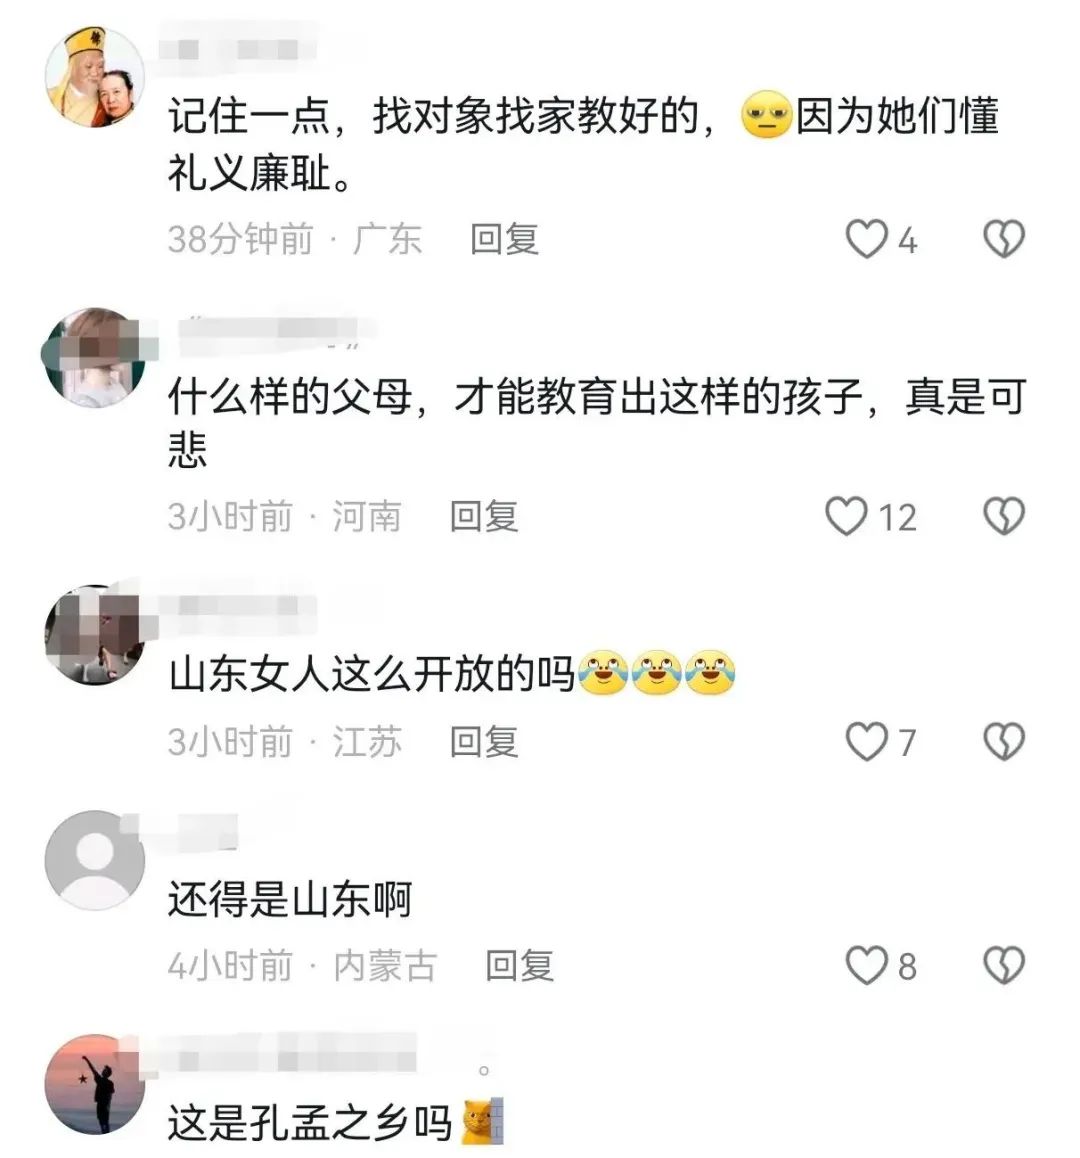 记住一点，找对象找家教好的，因为她们懂
礼义廉耻。
38分钟前 · 广东 回复 4
什么样的父母，才能教育出这样的孩子，真是可
悲
3小时前 · 河南 回复 12
山东女人这么开放的吗
3小时前 · 江苏 回复 7
还得是山东啊
4小时前 · 内蒙古 回复 8
这是孔孟之乡吗